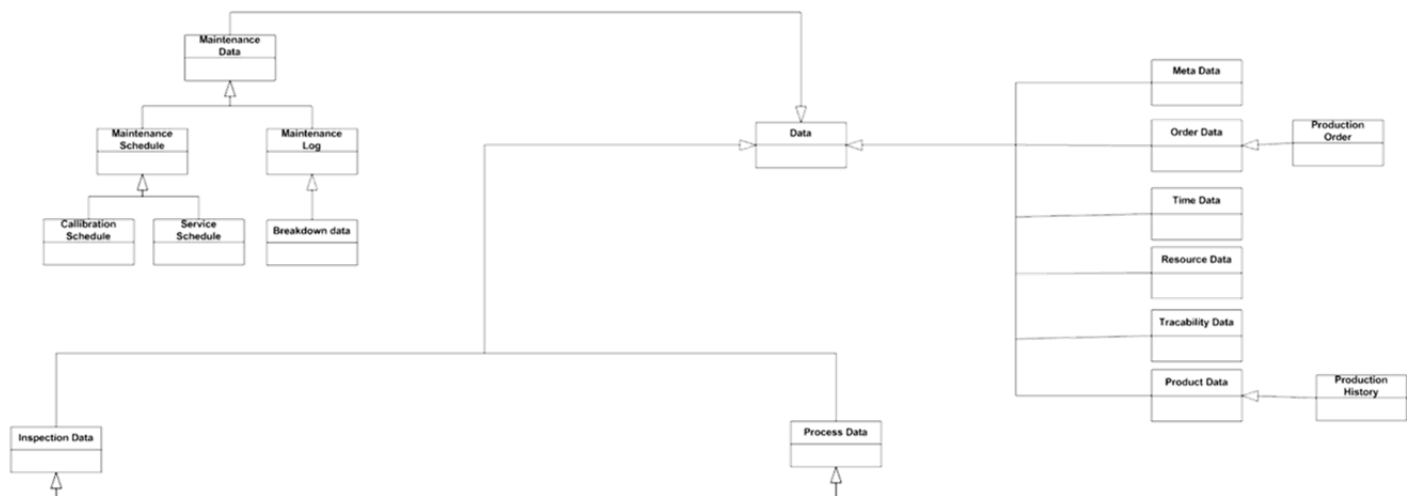 Maintenance
Data
Meta Data
Maintenance
Schedule
Maintenance
Log
Data
Order Data
Production
Order
Time Data
Callibration
Schedule
Service
Schedule
Breakdown data
Resource Data
Tracability Data
Product Data
Production
History
Inspection Data
Process Data